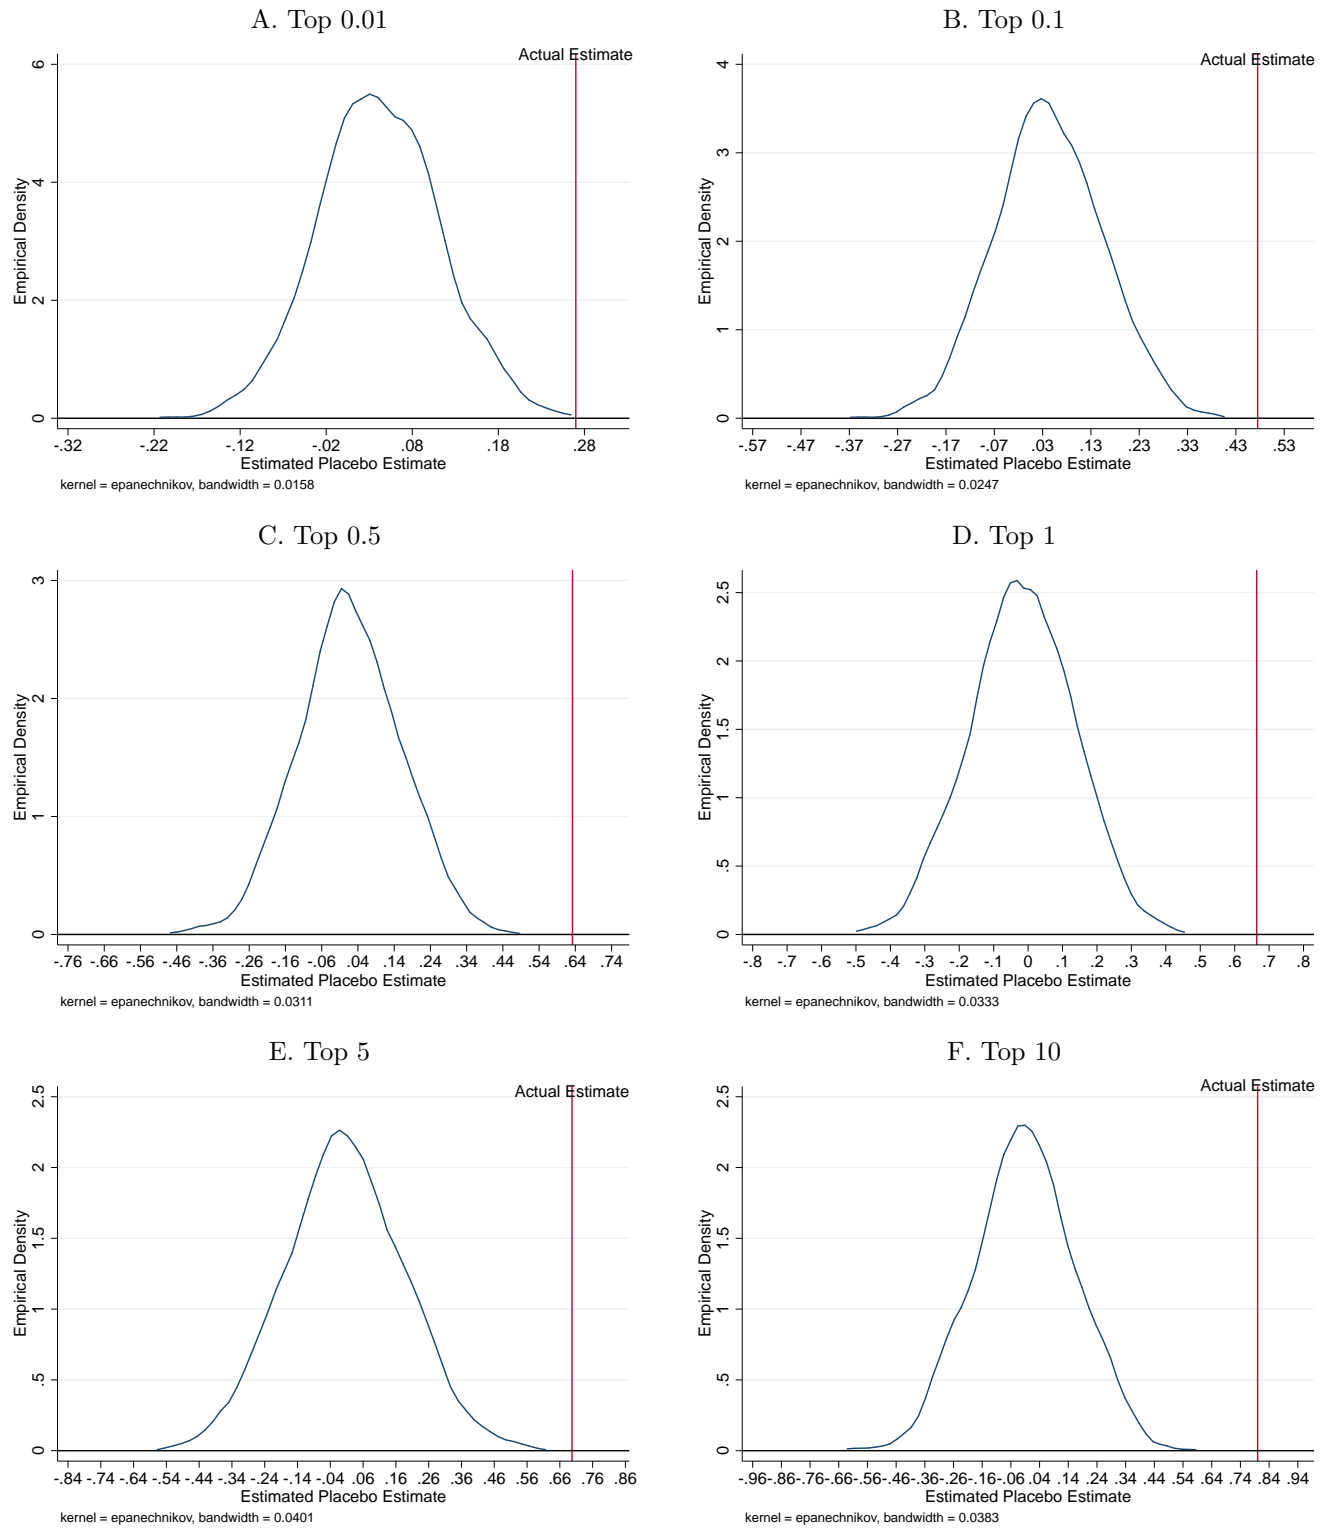 A. Top 0.01
Actual Estimate
Empirical Density
0 2 4 6
-.32 -.22 -.12 -.02 .08 .18 .28
Estimated Placebo Estimate
kernel = epanechnikov, bandwidth = 0.0158
B. Top 0.1
Actual Estimate
Empirical Density
0 1 2 3 4
-.57 -.47 -.37 -.27 -.17 -.07 .03 .13 .23 .33 .43 .53
Estimated Placebo Estimate
kernel = epanechnikov, bandwidth = 0.0247
C. Top 0.5
Empirical Density
0 1 2 3
-.76 -.66 -.56 -.46 -.36 -.26 -.16 -.06 .04 .14 .24 .34 .44 .54 .64 .74
Estimated Placebo Estimate
kernel = epanechnikov, bandwidth = 0.0311
D. Top 1
Empirical Density
0 .5 1 1.5 2 2.5
-.8 -.7 -.6 -.5 -.4 -.3 -.2 -.1 0 .1 .2 .3 .4 .5 .6 .7 .8
Estimated Placebo Estimate
kernel = epanechnikov, bandwidth = 0.0333
E. Top 5
Actual Estimate
Empirical Density
0 .5 1 1.5 2 2.5
-.84 -.74 -.64 -.54 -.44 -.34 -.24 -.14 -.04 .06 .16 .26 .36 .46 .56 .66 .76 .86
Estimated Placebo Estimate
kernel = epanechnikov, bandwidth = 0.0401
F. Top 10
Actual Estimate
Empirical Density
0 .5 1 1.5 2 2.5
-.96 -.86 -.76 -.66 -.56 -.46 -.36 -.26 -.16 -.06 .04 .14 .24 .34 .44 .54 .64 .74 .84 .94
Estimated Placebo Estimate
kernel = epanechnikov, bandwidth = 0.0383